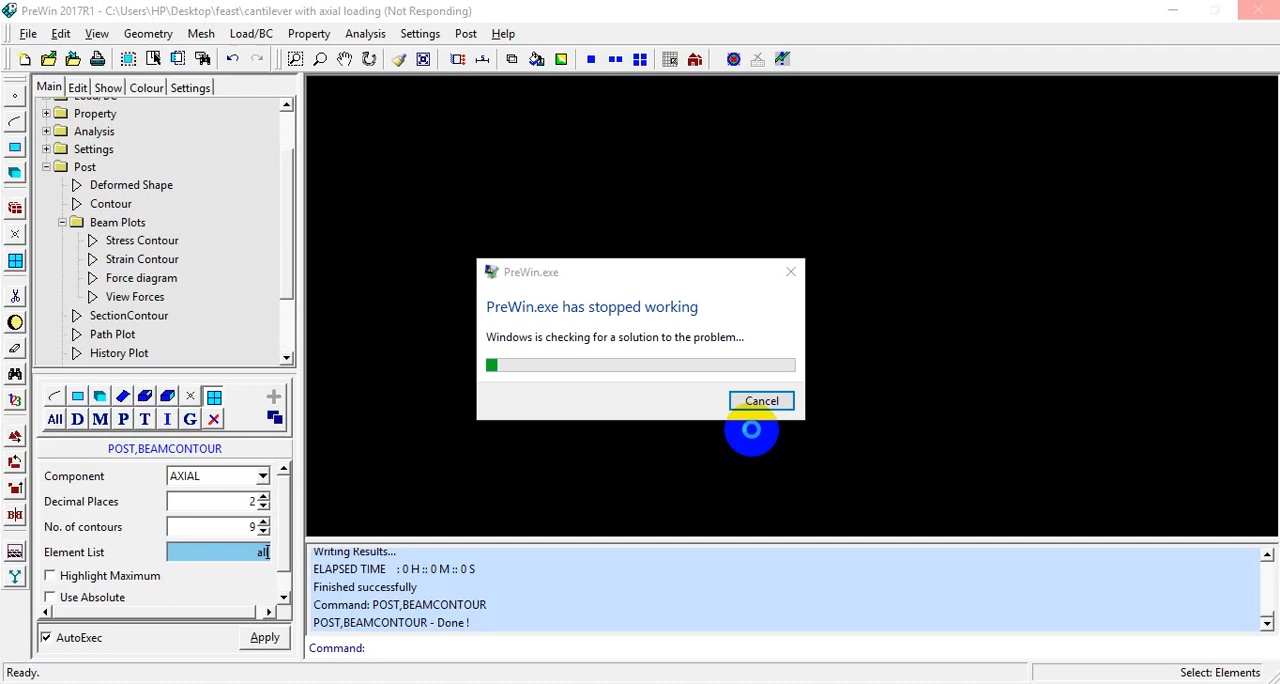 PreWin 2017R1 - C:\Users\HP\Desktop\feast\cantilever with axial loading (Not Responding)
File Edit View Geometry Mesh Load/BC Property Analysis Settings Post Help
Main Edit Show Colour Settings
Load/BC
Property
Analysis
Settings
Post
Deformed Shape
Contour
Beam Plots
Stress Contour
Strain Contour
Force diagram
View Forces
SectionContour
Path Plot
History Plot
PreWin.exe
PreWin.exe has stopped working
Windows is checking for a solution to the problem...
Cancel
All D M P T I G
POST,BEAMCONTOUR
Component AXIAL
Decimal Places 2
No. of contours 9
Element List all
Highlight Maximum
Use Absolute
AutoExec Apply
Writing Results...
ELAPSED TIME : 0 H :: 0 M :: 0 S
Finished successfully
Command: POST,BEAMCONTOUR
POST,BEAMCONTOUR - Done !
Command:
Ready. Select: Elements